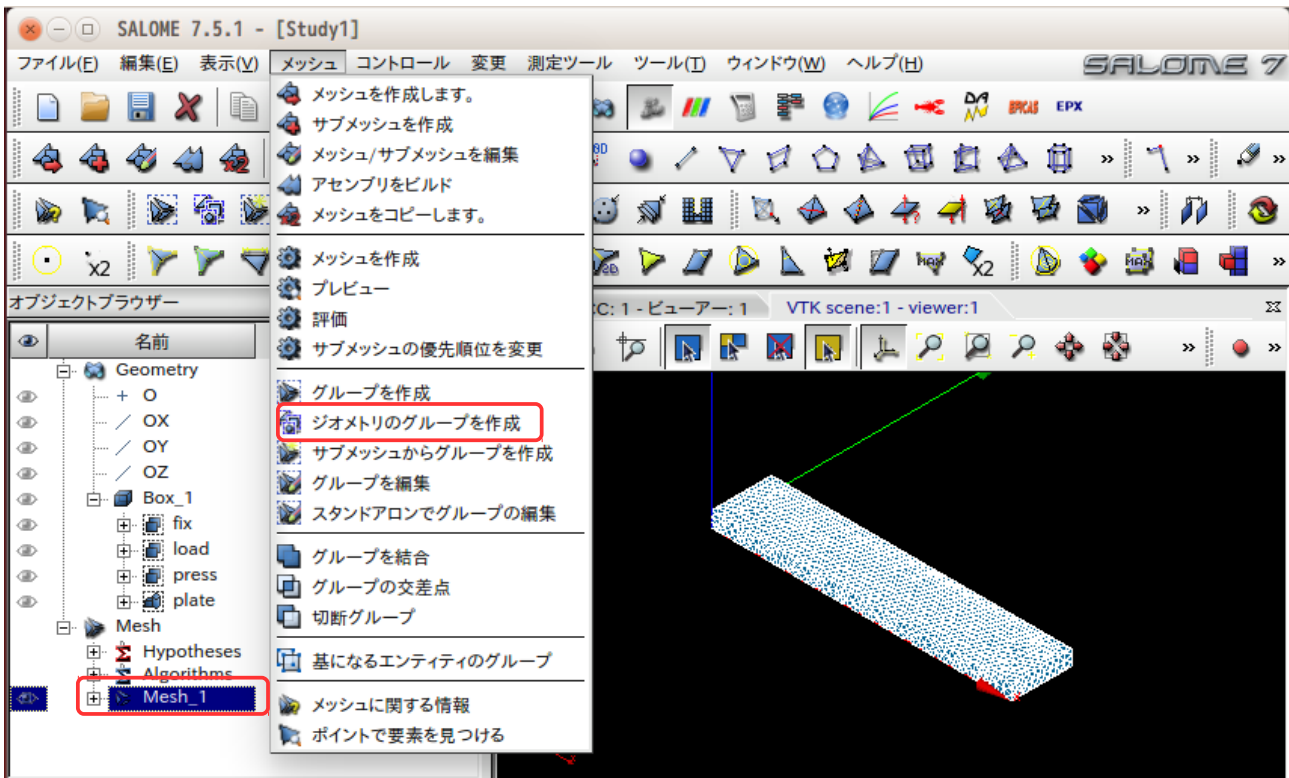 SALOME 7.5.1 - [Study1]
ファイル(F) 編集(E) 表示(V) メッシュ コントロール 変更 測定ツール ツール(T) ウィンドウ(W) ヘルプ(H) SALOME 7
メッシュを作成します。
サブメッシュを作成
メッシュ/サブメッシュを編集
アセンブリをビルド
メッシュをコピーします。
メッシュを作成
プレビュー
評価
サブメッシュの優先順位を変更
グループを作成
ジオメトリのグループを作成
サブメッシュからグループを作成
グループを編集
スタンドアロンでグループの編集
グループを結合
グループの交差点
切断グループ
基になるエンティティのグループ
メッシュに関する情報
ポイントで要素を見つける
EPX
x2
x2
オブジェクトブラウザー
CC: 1 - ビューアー: 1 VTK scene:1 - viewer:1
名前
Geometry
O
OX
OY
OZ
Box_1
fix
load
press
plate
Mesh
Hypotheses
Algorithms
Mesh_1